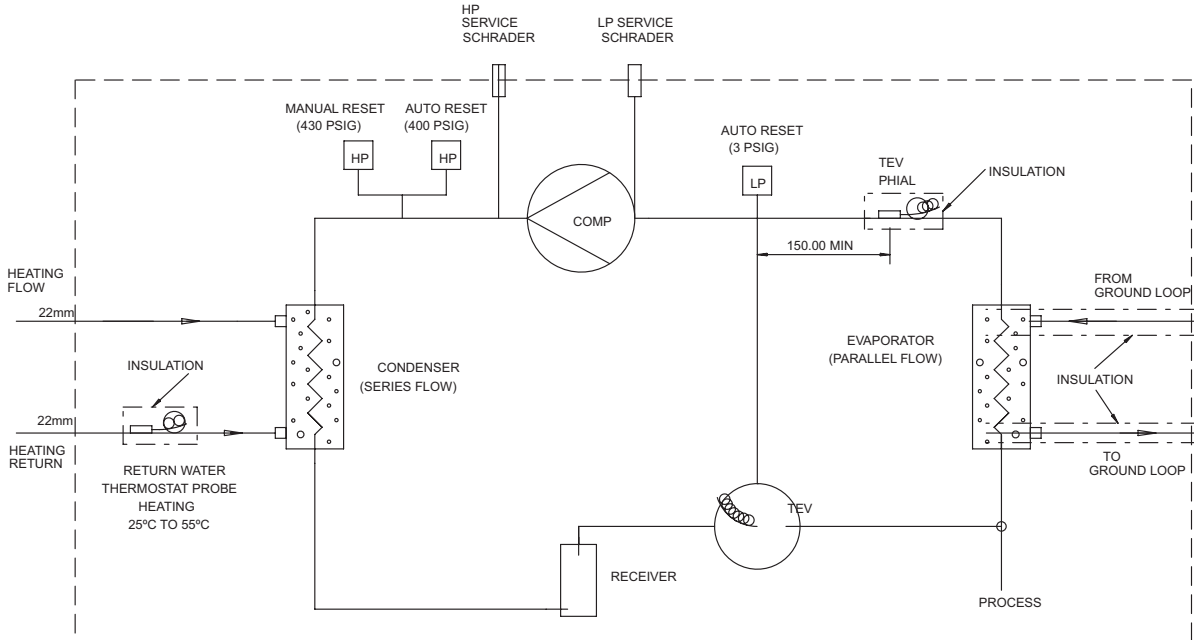 HP
SERVICE
SCHRADER
LP SERVICE
SCHRADER
MANUAL RESET
(430 PSIG)
AUTO RESET
(400 PSIG)
HP
HP
AUTO RESET
(3 PSIG)
LP
TEV
PHIAL
INSULATION
COMP
150.00 MIN
HEATING
FLOW
22mm
FROM
GROUND LOOP
CONDENSER
(SERIES FLOW)
EVAPORATOR
(PARALLEL FLOW)
INSULATION
INSULATION
22mm
HEATING
RETURN
RETURN WATER
THERMOSTAT PROBE
HEATING
25ºC TO 55ºC
TO
GROUND LOOP
TEV
RECEIVER
PROCESS